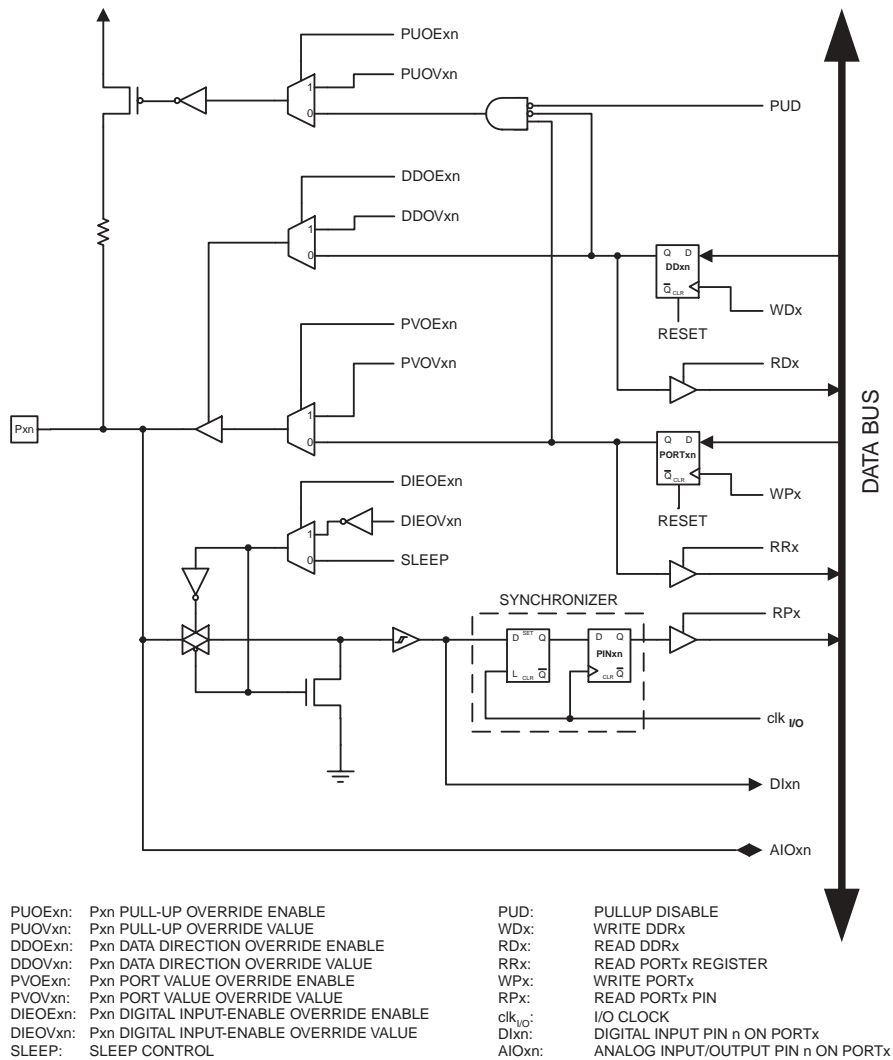 PUOExn
PUOVxn
1
0
PUD
DDOExn
DDOVxn
1
0
Q D
DDxn
Q CLR
WDx
RESET
PVOExn
RDx
PVOVxn
1
0
Pxn
Q D
PORTxn
Q CLR
WPx
RESET
DATA BUS
DIEOExn
1
DIEOVxn
0
SLEEP
RRx
SYNCHRONIZER
RPx
D SET Q
L CLR Q
D Q
PINxn
CLR Q
clk I/O
DIxn
AIOxn
PUOExn: Pxn PULL-UP OVERRIDE ENABLE
PUOVxn: Pxn PULL-UP OVERRIDE VALUE
DDOExn: Pxn DATA DIRECTION OVERRIDE ENABLE
DDOVxn: Pxn DATA DIRECTION OVERRIDE VALUE
PVOExn: Pxn PORT VALUE OVERRIDE ENABLE
PVOVxn: Pxn PORT VALUE OVERRIDE VALUE
DIEOExn: Pxn DIGITAL INPUT-ENABLE OVERRIDE ENABLE
DIEOVxn: Pxn DIGITAL INPUT-ENABLE OVERRIDE VALUE
SLEEP: SLEEP CONTROL
PUD: PULLUP DISABLE
WDx: WRITE DDRx
RDx: READ DDRx
RRx: READ PORTx REGISTER
WPx: WRITE PORTx
RPx: READ PORTx PIN
clkI/O: I/O CLOCK
DIxn: DIGITAL INPUT PIN n ON PORTx
AIOxn: ANALOG INPUT/OUTPUT PIN n ON PORTx